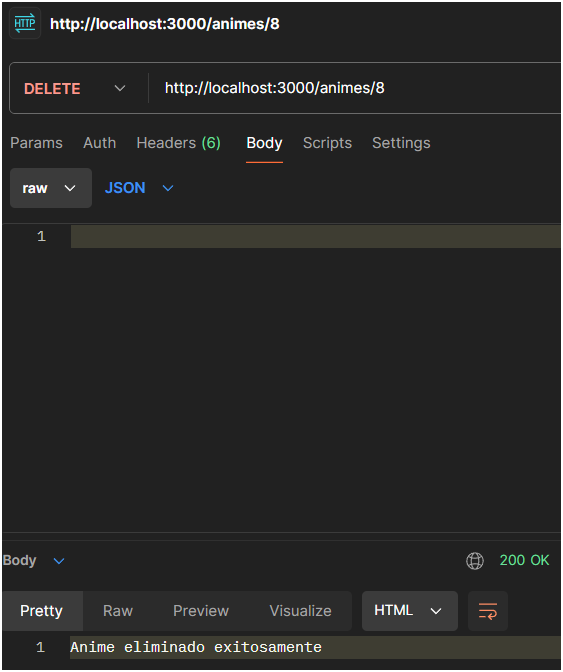 HTTP http://localhost:3000/animes/8
DELETE http://localhost:3000/animes/8
Params Auth Headers (6) Body Scripts Settings
raw JSON
1
Body 200 OK
Pretty Raw Preview Visualize HTML
1 Anime eliminado exitosamente